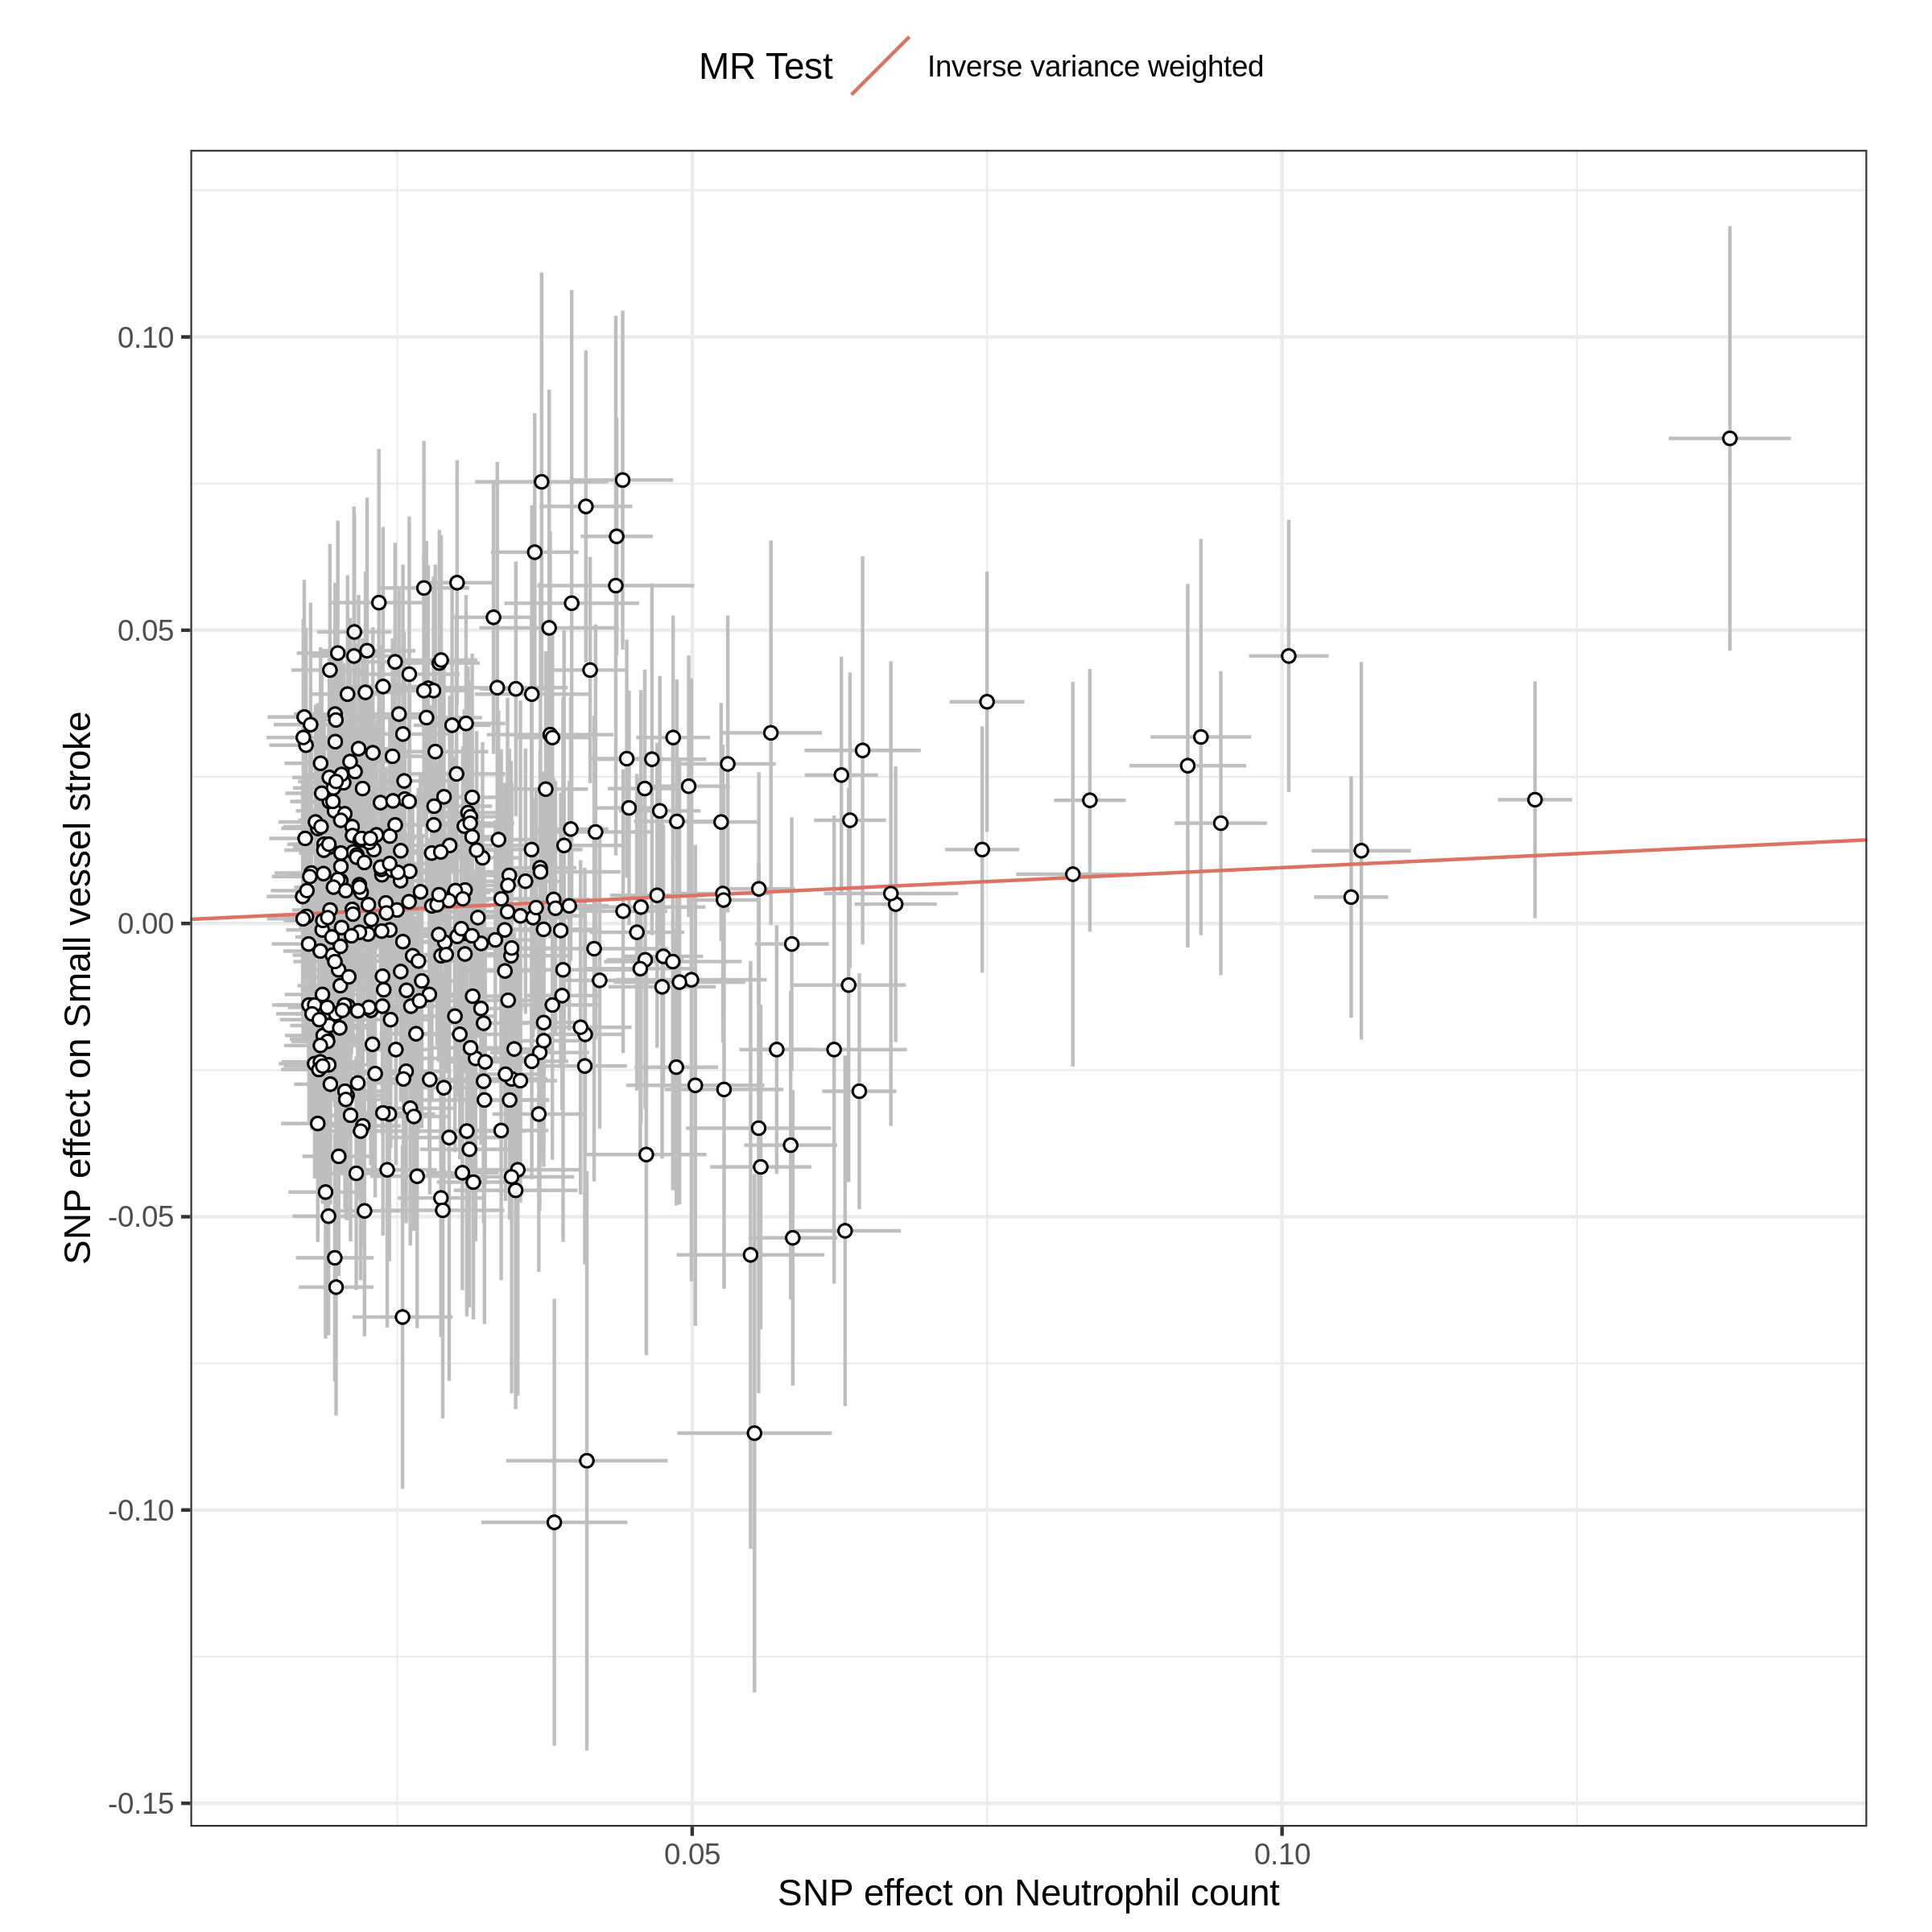 MR Test
Inverse variance weighted
SNP effect on Small vessel stroke
0.10
0.05
0.00
-0.05
-0.10
-0.15
0.05
0.10
SNP effect on Neutrophil count